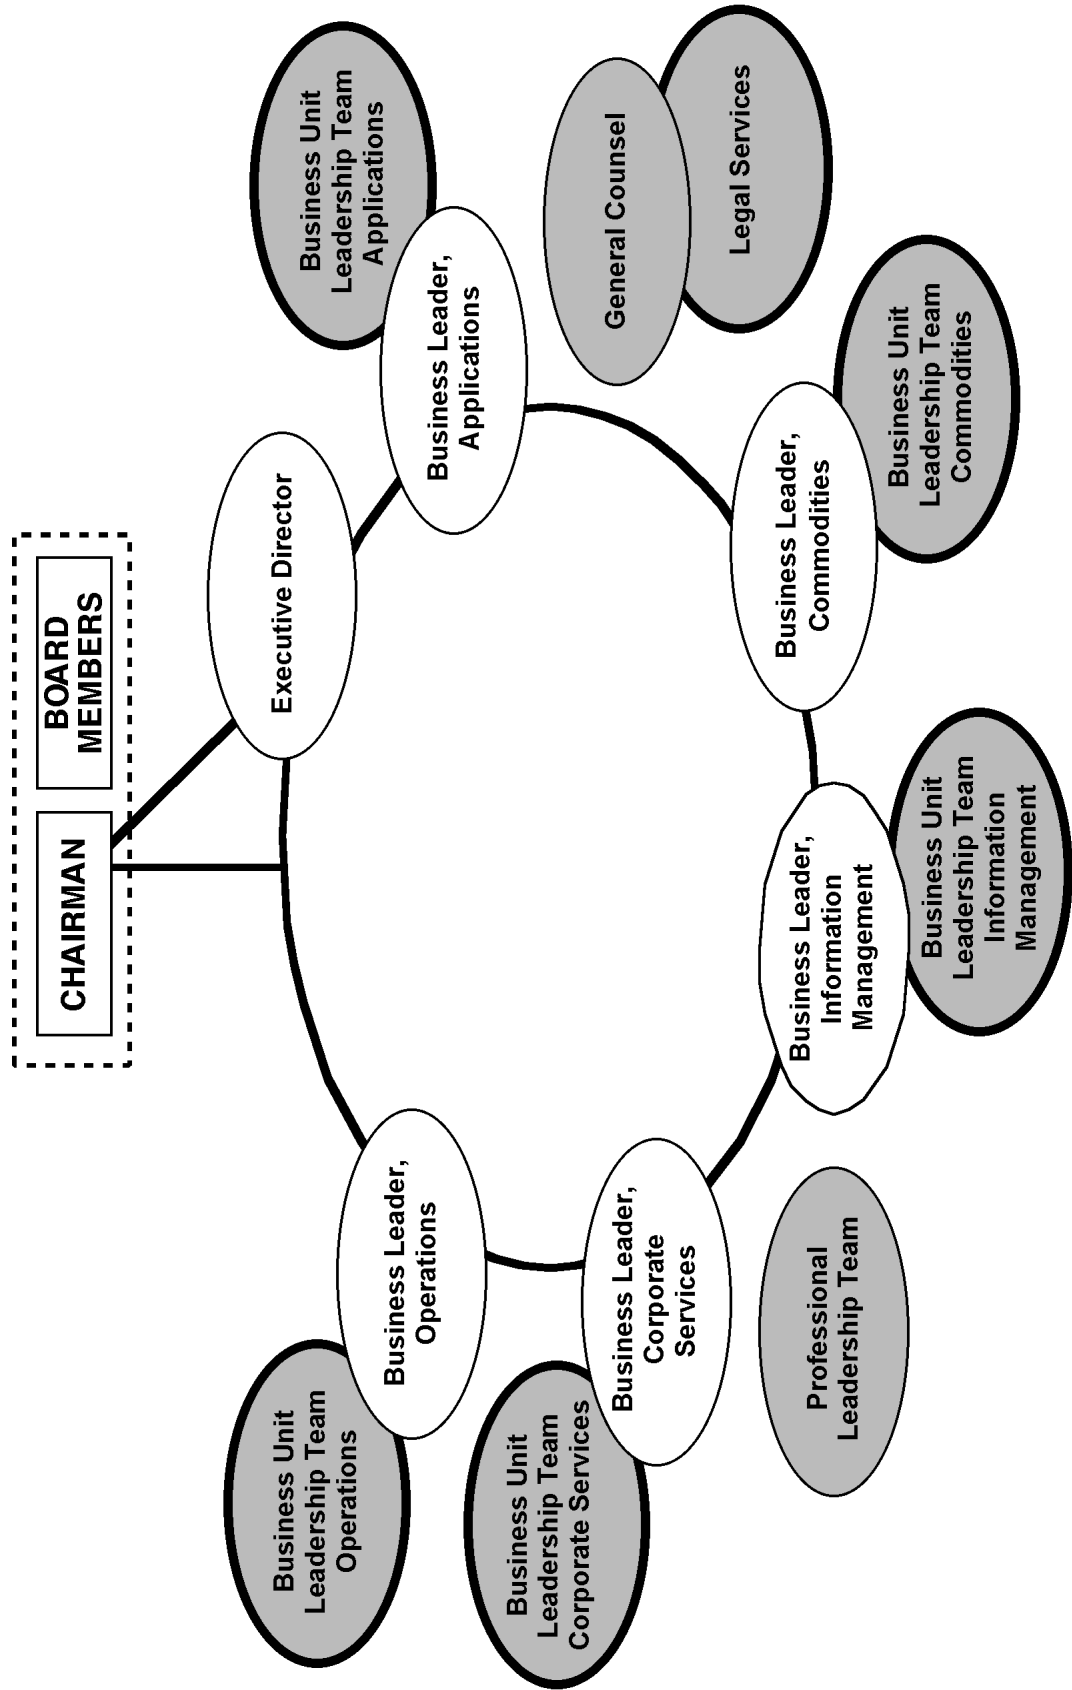 CHAIRMAN
BOARD
MEMBERS
Executive Director
Business Leader,
Operations
Business Unit
Leadership Team
Operations
Business Leader,
Applications
Business Unit
Leadership Team
Applications
Business Leader,
Corporate
Services
Business Unit
Leadership Team
Corporate Services
General Counsel
Legal Services
Professional
Leadership Team
Business Leader,
Information
Management
Business Unit
Leadership Team
Information
Management
Business Leader,
Commodities
Business Unit
Leadership Team
Commodities